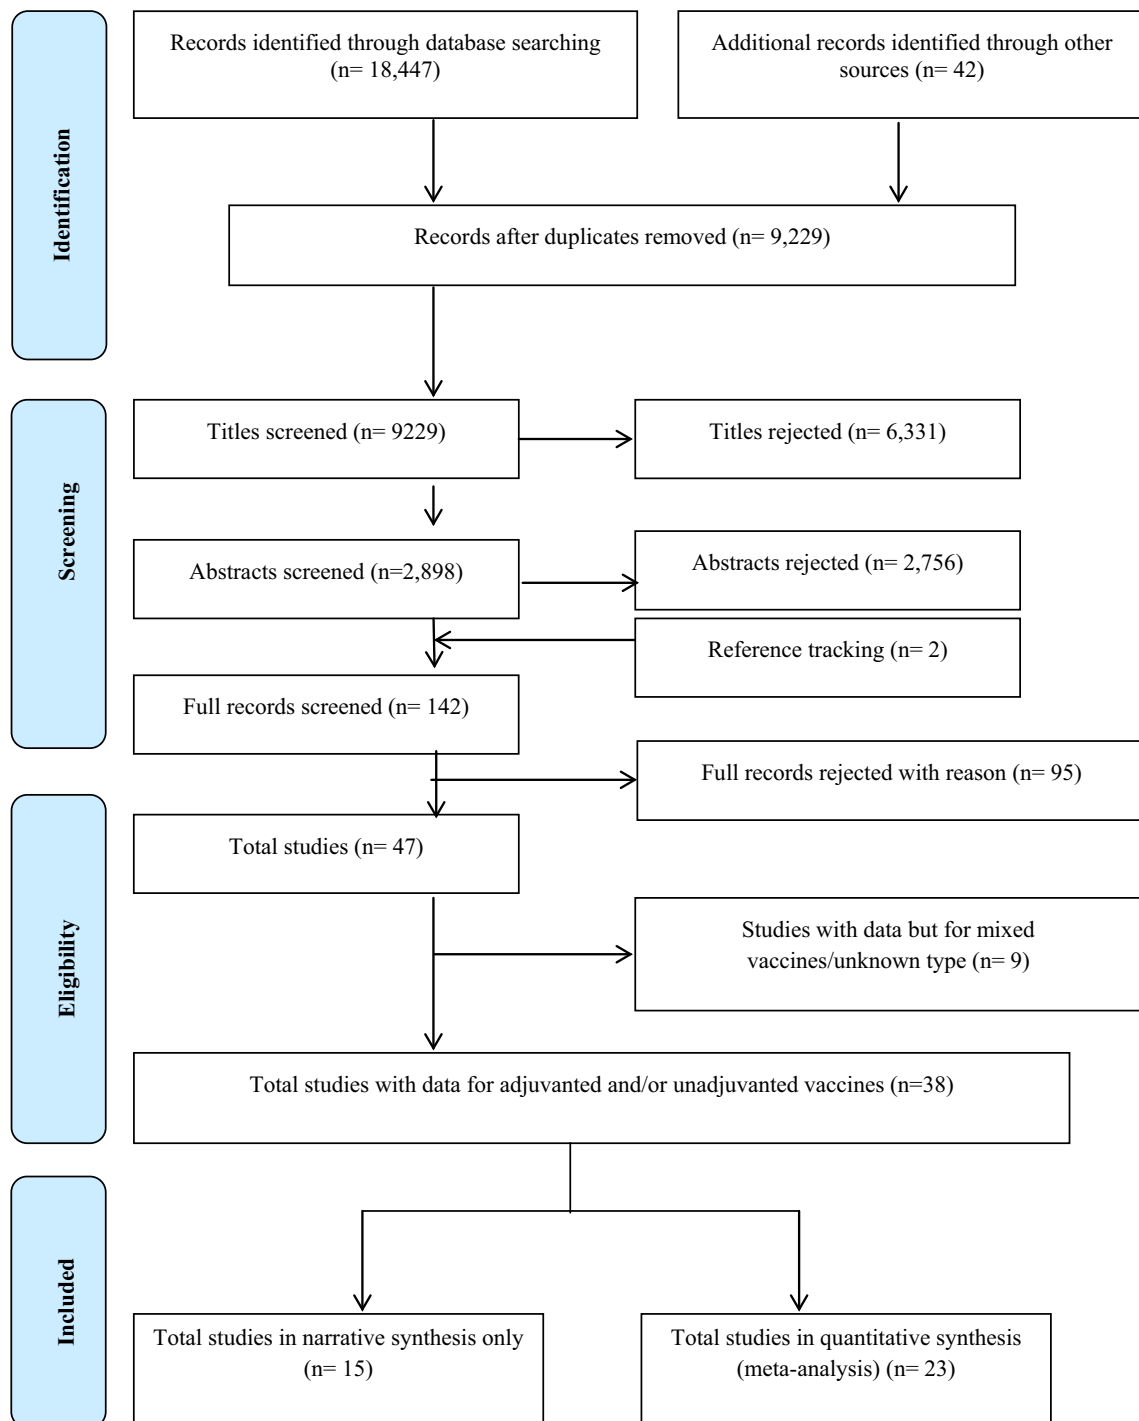 Identification
Records identified through database searching
(n= 18,447)
Additional records identified through other
sources (n= 42)
Records after duplicates removed (n= 9,229)
Screening
Titles screened (n= 9229)
Titles rejected (n= 6,331)
Abstracts screened (n=2,898)
Abstracts rejected (n= 2,756)
Reference tracking (n= 2)
Full records screened (n= 142)
Full records rejected with reason (n= 95)
Eligibility
Total studies (n= 47)
Studies with data but for mixed
vaccines/unknown type (n= 9)
Total studies with data for adjuvanted and/or unadjuvanted vaccines (n=38)
Included
Total studies in narrative synthesis only
(n= 15)
Total studies in quantitative synthesis
(meta-analysis) (n= 23)